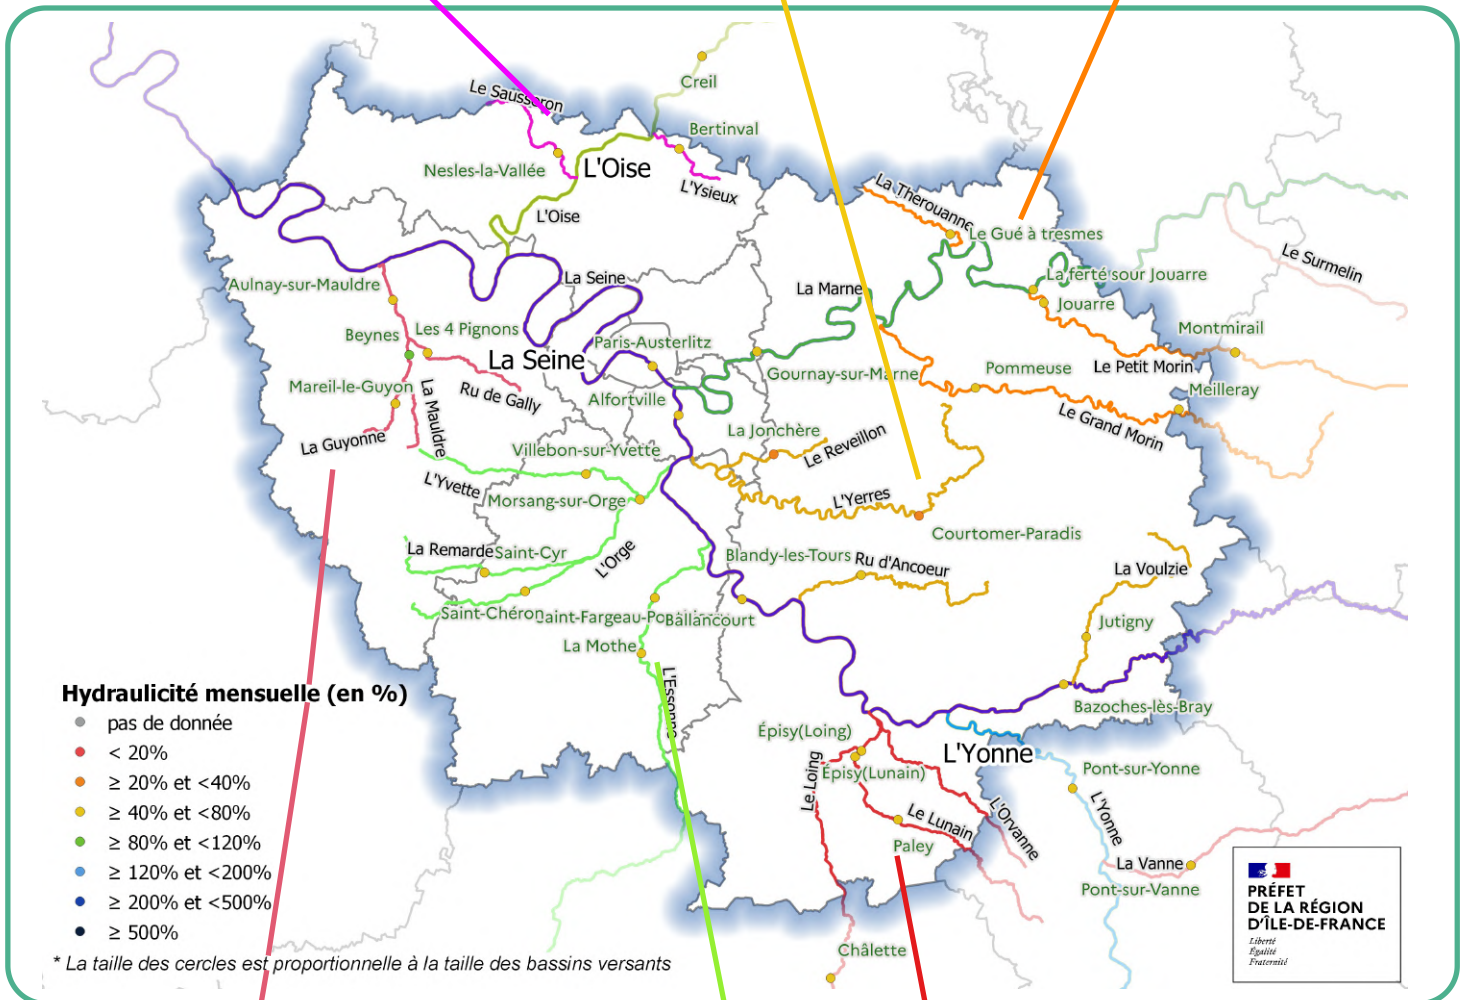 Creil
Le Sausseron
Bertinval
Nesles-la-Vallée
L'Oise
L'Ysieux
La Therouanne
L'Oise
Le Gué à tresmes
Le Surmelin
La Seine
La ferté sour Jouarre
Aulnay-sur-Mauldre
La Marne
Jouarre
Beynes
Les 4 Pignons
Paris-Austerlitz
Montmirail
La Seine
Le Petit Morin
Pommeuse
Gournay-sur-Marne
Mareil-le-Guyon
Meilleray
Ru de Gally
Alfortville
La Mauldre
Le Grand Morin
La Jonchère
La Guyonne
Le Reveillon
Villebon-sur-Yvette
L'Yvette
Morsang-sur-Orge
L'Yerres
Courtomer-Paradis
La Remarde
Saint-Cyr
L'Orge
Blandy-les-Tours
Ru d'Ancoeur
La Voulzie
Saint-Chéron
Ballancourt
Jutigny
La Mothe
L'Essonne
Bazoches-lès-Bray
Épisy(Loing)
L'Yonne
Épisy(Lunain)
Pont-sur-Yonne
Le Loing
Le Lunain
L'Orvanne
L'Yonne
Paley
La Vanne
Pont-sur-Vanne
Châlette
Hydraulicité mensuelle (en %)
pas de donnée
< 20%
≥ 20% et <40%
≥ 40% et <80%
≥ 80% et <120%
≥ 120% et <200%
≥ 200% et <500%
≥ 500%
* La taille des cercles est proportionnelle à la taille des bassins versants
PRÉFET
DE LA RÉGION
D'ÎLE-DE-FRANCE
Liberté
Égalité
Fraternité